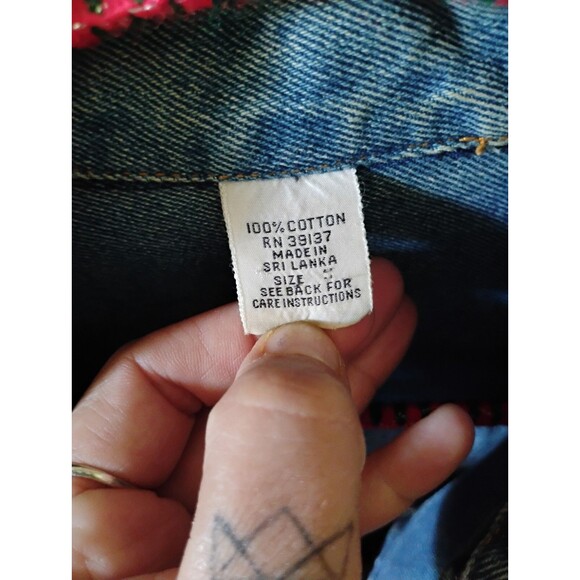 100% COTTON
RN 39137
MADE IN
SRI LANKA
SIZE
SEE BACK FOR
CARE INSTRUCTIONS